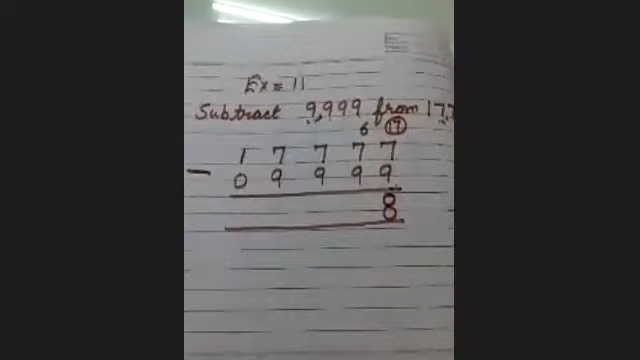 Ex = 11
Subtract 9,999 from 17,7
6 17
1 7 7 7 7
- 0 9 9 9 9
8